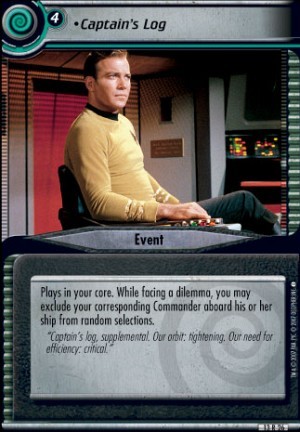 4
•Captain's Log
Event
Plays in your core. While facing a dilemma, you may
exclude your corresponding Commander aboard his or her
ship from random selections.
"Captain's log, supplemental. Our orbit: tightening. Our need for
efficiency: critical."